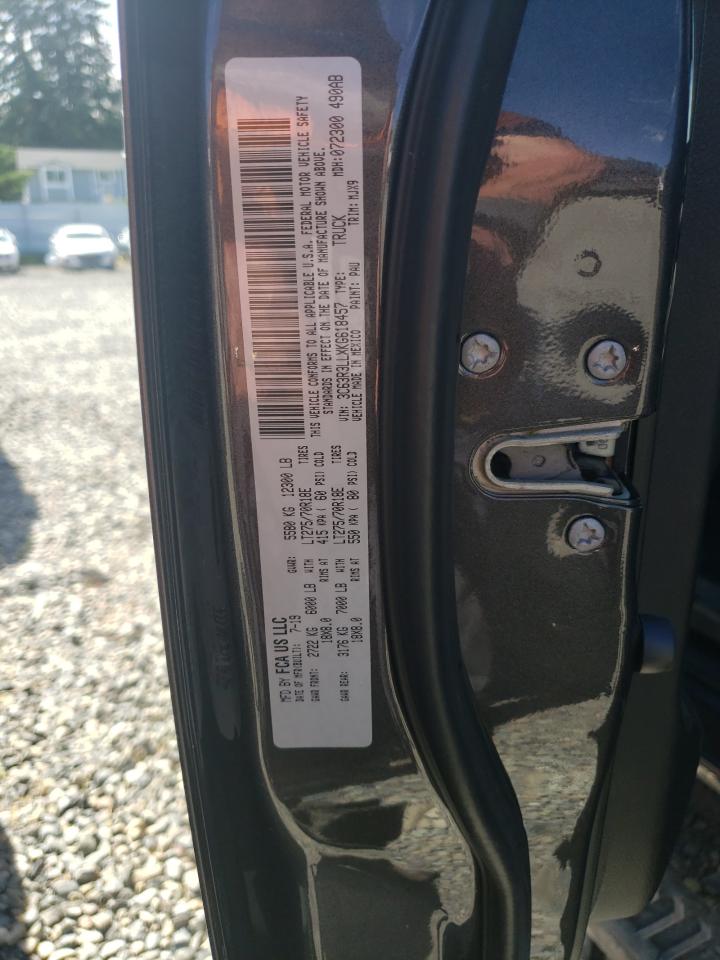 MFD BY FCA US LLC
DATE OF MFR(BUILT): 7-19 GVWR: 5580 KG 12300 LB
GAWR FRONT: 2722 KG 6000 LB WITH LT275/70R18E TIRES
18X8.0 RIMS AT 415 KPA ( 60 PSI) COLD
GAWR REAR: 3176 KG 7000 LB WITH LT275/70R18E TIRES
18X8.0 RIMS AT 550 KPA ( 80 PSI) COLD
THIS VEHICLE CONFORMS TO ALL APPLICABLE U.S.A. FEDERAL MOTOR VEHICLE SAFETY
STANDARDS IN EFFECT ON THE DATE OF MANUFACTURE SHOWN ABOVE.
VIN: 3C63R3LLXKG618457 TYPE: TRUCK MDH:072300 490AB
VEHICLE MADE IN MEXICO PAINT: PAU TRIM: MJX9